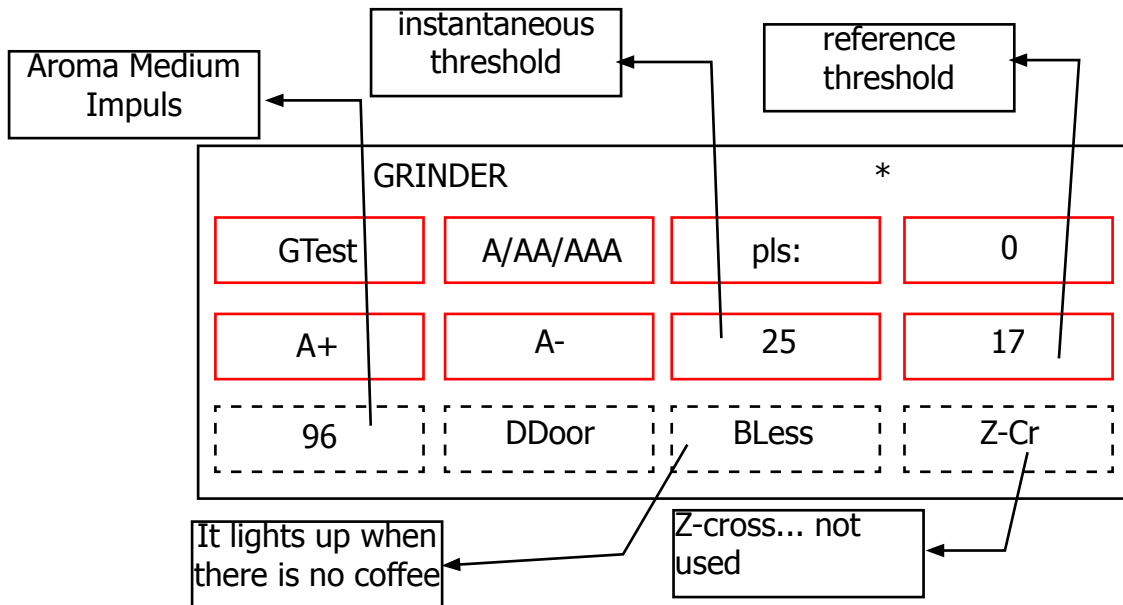 instantaneous
threshold
reference
threshold
Aroma Medium
Impuls
GRINDER *
GTest A/AA/AAA pls: 0
A+ A- 25 17
96 DDoor BLess Z-Cr
It lights up when
there is no coffee
Z-cross... not
used